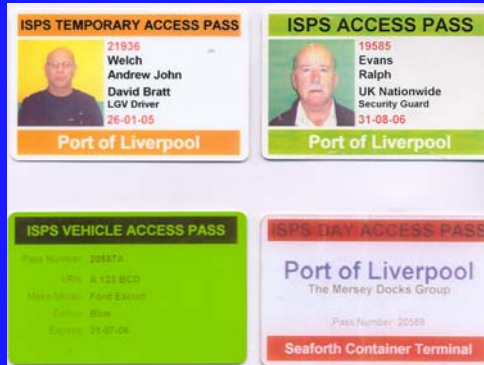 ISPS TEMPORARY ACCESS PASS
21936
Welch
Andrew John
David Bratt
LGV Driver
26-01-05
Port of Liverpool
ISPS ACCESS PASS
19585
Evans
Ralph
UK Nationwide
Security Guard
31-08-06
Port of Liverpool
ISPS VEHICLE ACCESS PASS
Pass Number: 20587A
VRN: A 123 BCD
Make/Model: Ford Escort
Colour: Blue
Expires: 31-07-06
ISPS DAY ACCESS PASS
Port of Liverpool
The Mersey Docks Group
Pass Number: 20588
Seaforth Container Terminal